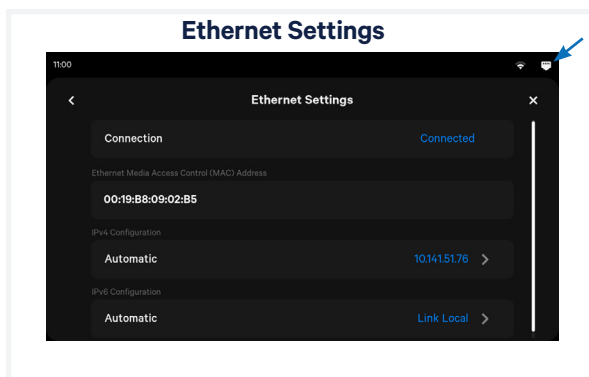 Ethernet Settings
11:00
Ethernet Settings
Connection Connected
Ethernet Media Access Control (MAC) Address
00:19:B8:09:02:B5
IPv4 Configuration
Automatic 10.141.51.76
IPv6 Configuration
Automatic Link Local